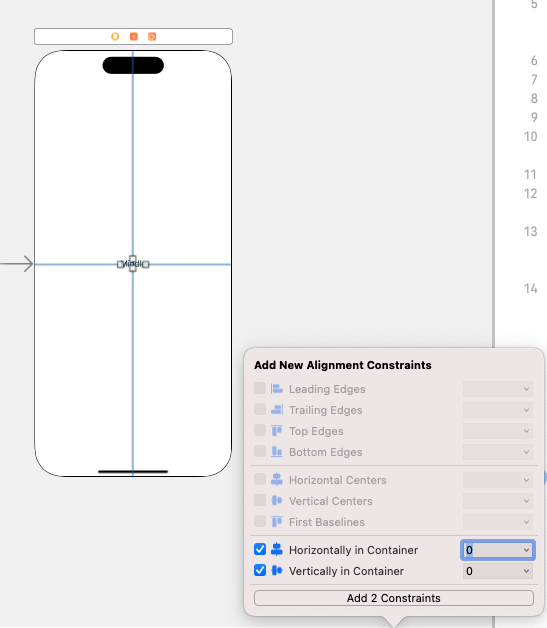 5
6
7
8
9
10
11
12
13
14
Add New Alignment Constraints
Leading Edges
Trailing Edges
Top Edges
Bottom Edges
Horizontal Centers
Vertical Centers
First Baselines
Horizontally in Container 0
Vertically in Container 0
Add 2 Constraints